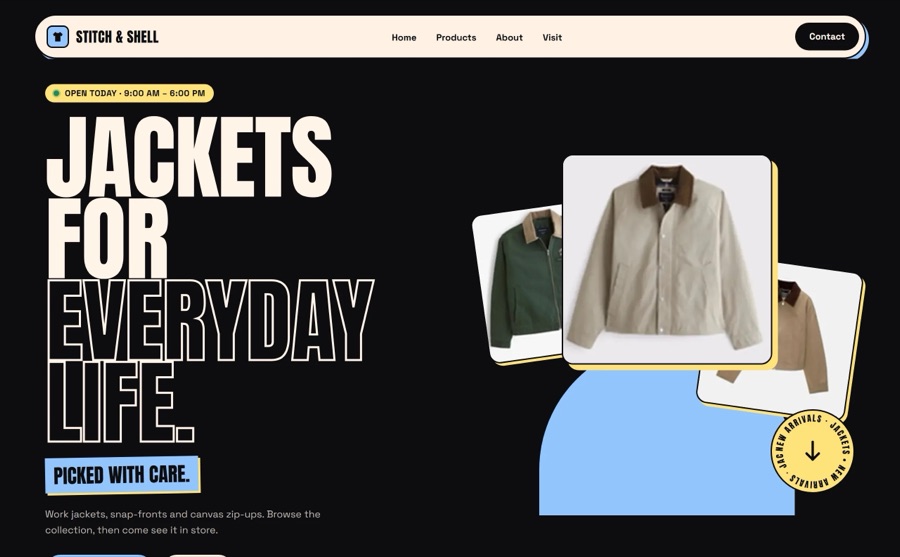 STITCH & SHELL
Home
Products
About
Visit
Contact
OPEN TODAY · 9:00 AM – 6:00 PM
JACKETS
FOR
EVERYDAY
LIFE.
PICKED WITH CARE.
Work jackets, snap-fronts and canvas zip-ups. Browse the
collection, then come see it in store.
NEW ARRIVALS · JACKETS • NEW ARRIVALS · JAC